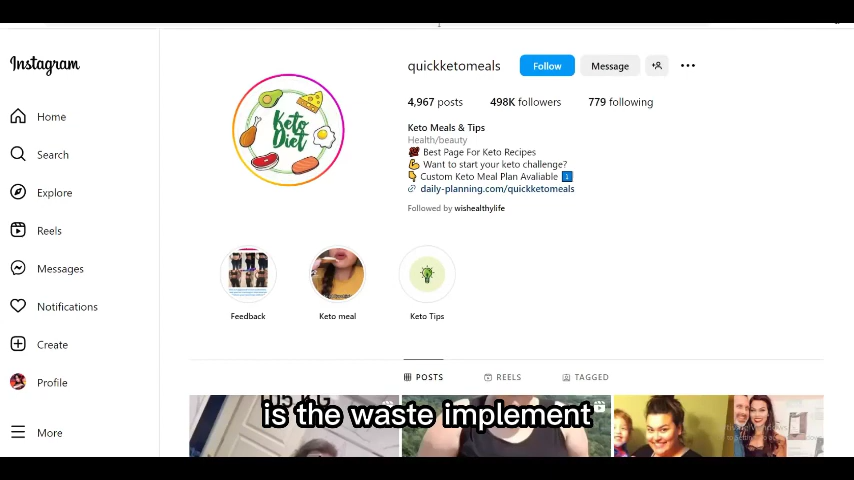 Instagram
quickketomeals
Follow
Message
4,967 posts
498K followers
779 following
Keto Meals & Tips
Health/beauty
Best Page For Keto Recipes
Want to start your keto challenge?
Custom Keto Meal Plan Avaliable
daily-planning.com/quickketomeals
Followed by wishealthylife
Keto
Diet
Home
Search
Explore
Reels
Messages
Notifications
Create
Profile
More
Feedback
Keto meal
Keto Tips
POSTS
REELS
TAGGED
is the waste implement